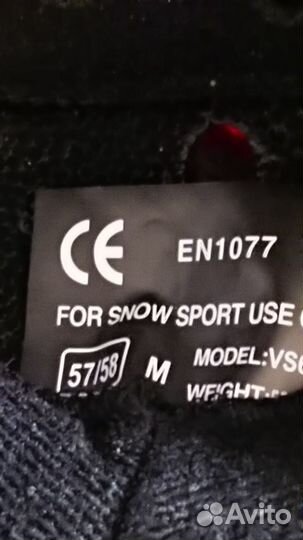 CE EN1077
FOR SNOW SPORT USE
57/58 M MODEL:VS6
WEIGHT:
Avito